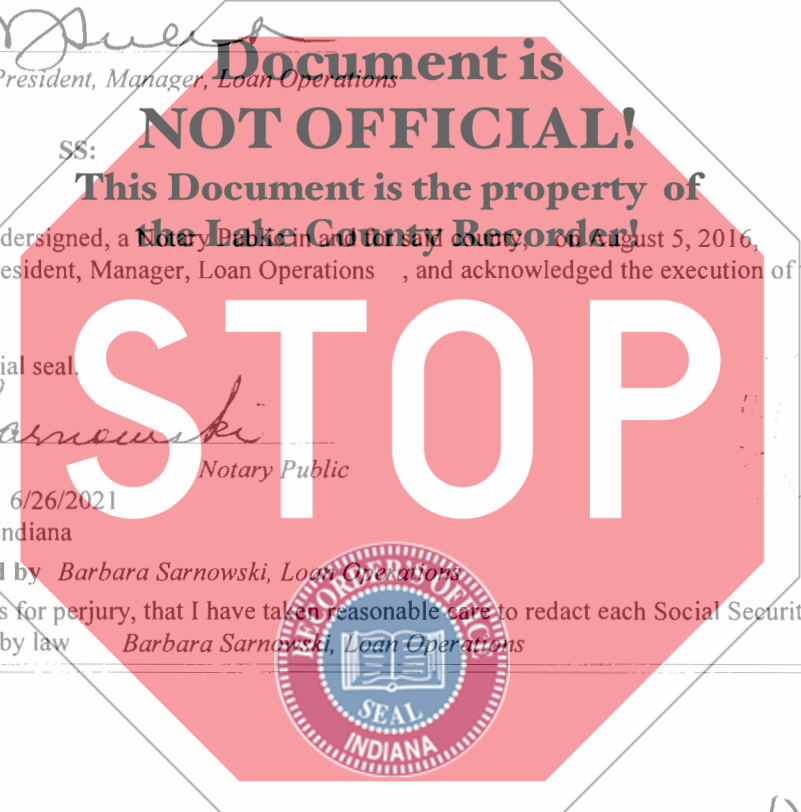 Document is
President, Manager, Loan Operations
NOT OFFICIAL!
SS:
This Document is the property of
the Lake County Recorder!
dersigned, a Notary Public in and for said county, on August 5, 2016,
esident, Manager, Loan Operations , and acknowledged the execution of
STOP
ial seal.
arnowski
Notary Public
6/26/2021
ndiana
d by Barbara Sarnowski, Loan Operations
s for perjury, that I have taken reasonable care to redact each Social Securit
by law Barbara Sarnowski, Loan Operations
RECORDER'S OFFICE
SEAL
INDIANA